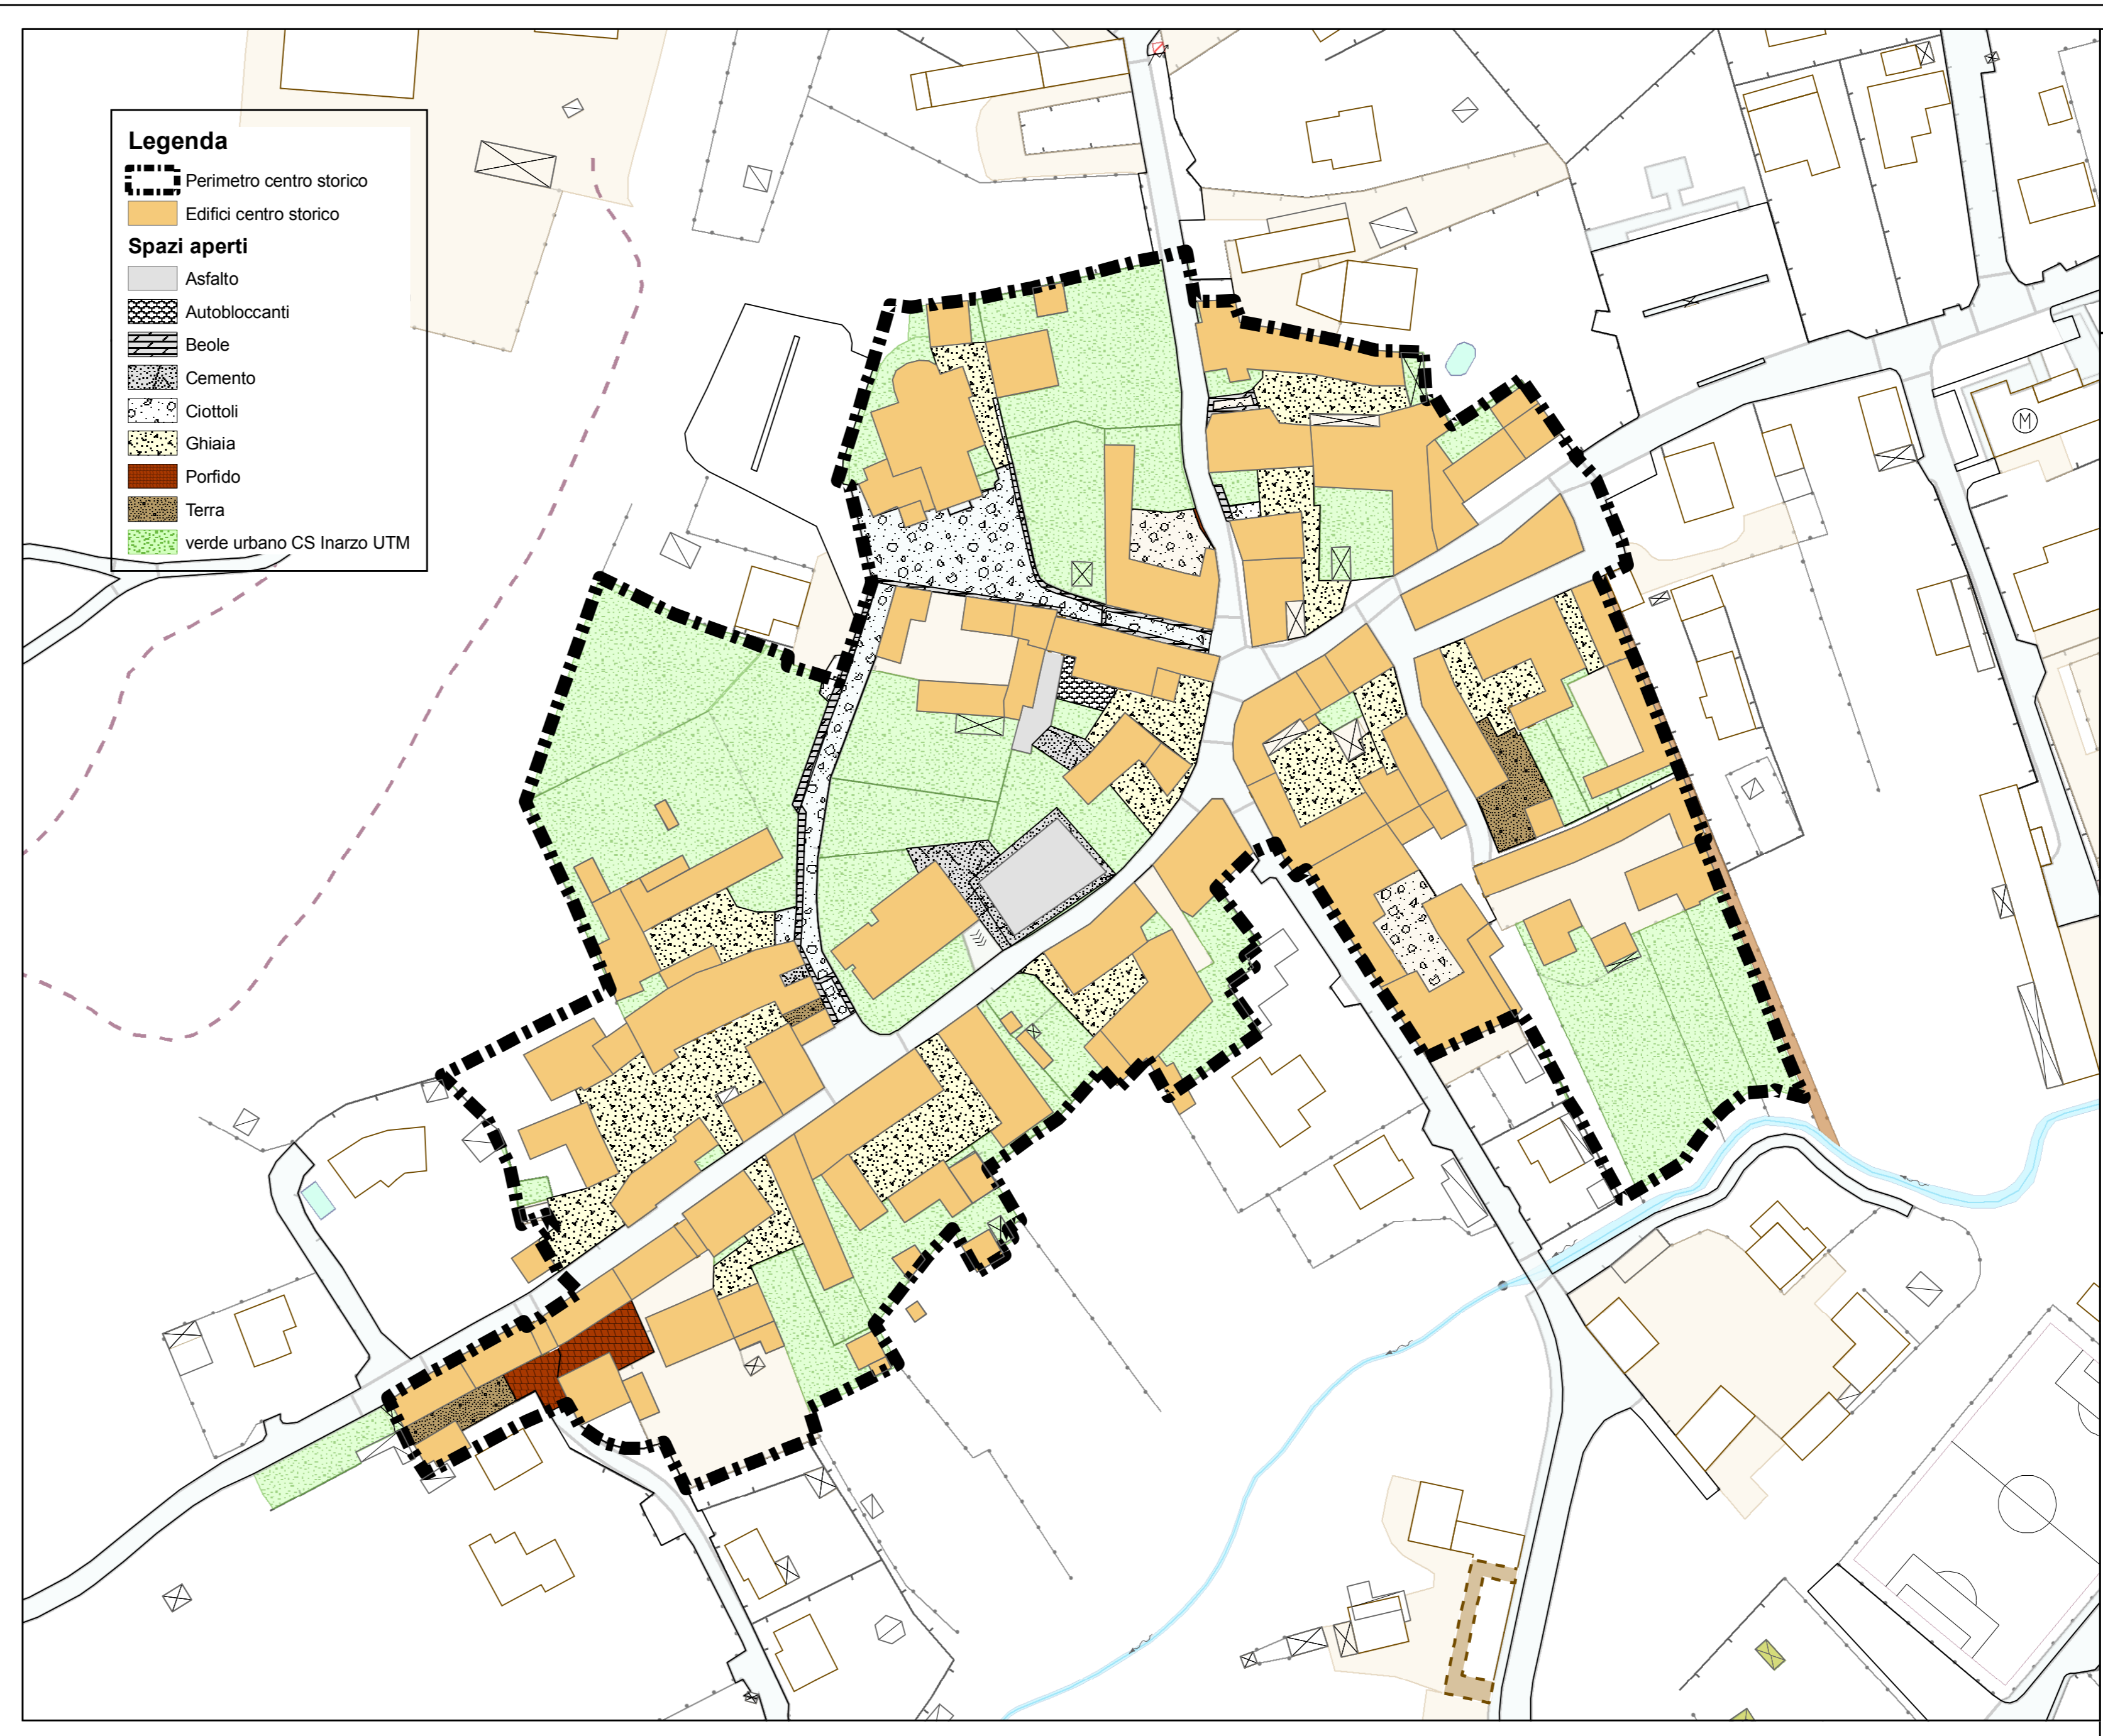 Legenda
Perimetro centro storico
Edifici centro storico
Spazi aperti
Asfalto
Autobloccanti
Beole
Cemento
Ciottoli
Ghiaia
Porfido
Terra
verde urbano CS Inarzo UTM
M